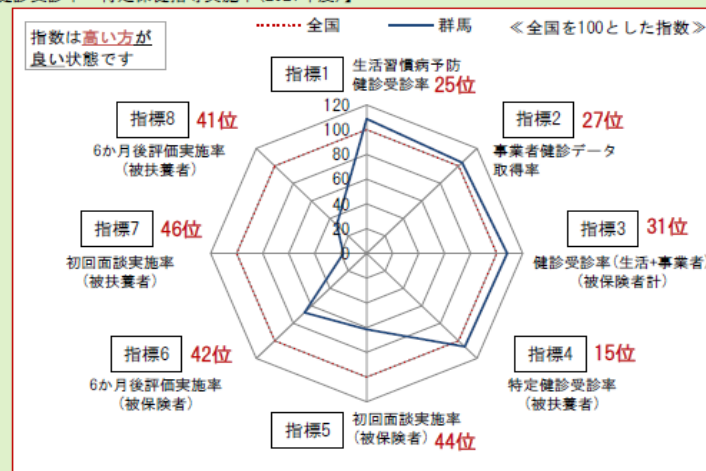 指数は高い方が
良い状態です
全国
群馬
≪全国を100とした指数≫
指標1
生活習慣病予防
健診受診率 25位
指標8 41位
6か月後評価実施率
(被扶養者)
指標2 27位
事業者健診データ
取得率
指標7 46位
初回面談実施率
(被扶養者)
指標3 31位
健診受診率(生活+事業者)
(被保険者計)
指標6 42位
6か月後評価実施率
(被保険者)
指標4 15位
特定健診受診率
(被扶養者)
指標5
初回面談実施率
(被保険者) 44位
120
100
80
60
40
20
0